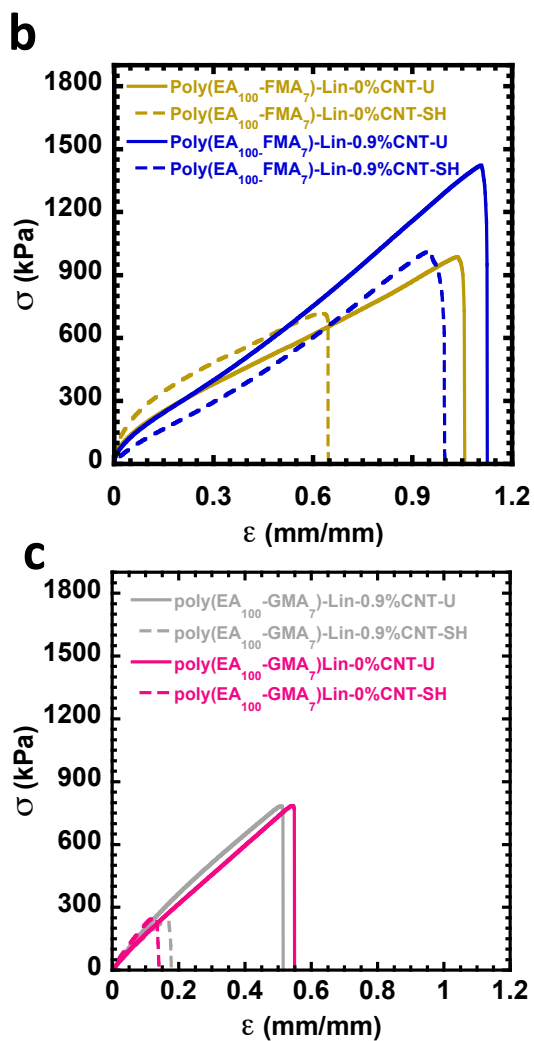 b
1800
1500
1200
900
600
300
0
σ (kPa)
Poly(EA100-FMA7)-Lin-0%CNT-U
Poly(EA100-FMA7)-Lin-0%CNT-SH
Poly(EA100-FMA7)-Lin-0.9%CNT-U
Poly(EA100-FMA7)-Lin-0.9%CNT-SH
0 0.3 0.6 0.9 1.2
ε (mm/mm)
c
1800
1500
1200
900
600
300
0
σ (kPa)
poly(EA100-GMA7)-Lin-0.9%CNT-U
poly(EA100-GMA7)-Lin-0.9%CNT-SH
poly(EA100-GMA7)Lin-0%CNT-U
poly(EA100-GMA7)Lin-0%CNT-SH
0 0.2 0.4 0.6 0.8 1 1.2
ε (mm/mm)